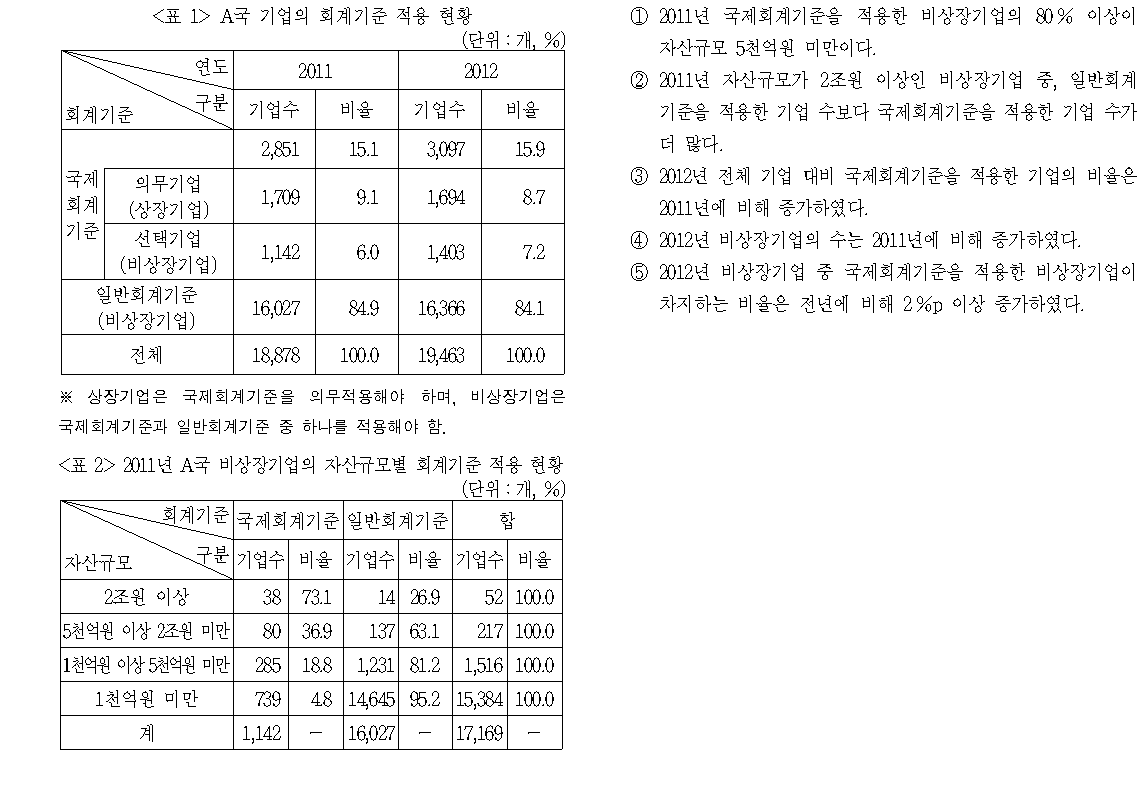 <표 1> A국 기업의 회계기준 적용 현황
(단위 : 개, %)
연도 2011 2012
회계기준 구분 기업수 비율 기업수 비율
2,851 15.1 3,097 15.9
국제회계기준 의무기업(상장기업) 1,709 9.1 1,694 8.7
선택기업(비상장기업) 1,142 6.0 1,403 7.2
일반회계기준(비상장기업) 16,027 84.9 16,366 84.1
전체 18,878 100.0 19,463 100.0
※ 상장기업은 국제회계기준을 의무적용해야 하며, 비상장기업은
국제회계기준과 일반회계기준 중 하나를 적용해야 함.
<표 2> 2011년 A국 비상장기업의 자산규모별 회계기준 적용 현황
(단위 : 개, %)
회계기준 국제회계기준 일반회계기준 합
자산규모 구분 기업수 비율 기업수 비율 기업수 비율
2조원 이상 38 73.1 14 26.9 52 100.0
5천억원 이상 2조원 미만 80 36.9 137 63.1 217 100.0
1천억원 이상 5천억원 미만 285 18.8 1,231 81.2 1,516 100.0
1천억원 미만 739 4.8 14,645 95.2 15,384 100.0
계 1,142 - 16,027 - 17,169 -
① 2011년 국제회계기준을 적용한 비상장기업의 80% 이상이
자산규모 5천억원 미만이다.
② 2011년 자산규모가 2조원 이상인 비상장기업 중, 일반회계
기준을 적용한 기업 수보다 국제회계기준을 적용한 기업 수가
더 많다.
③ 2012년 전체 기업 대비 국제회계기준을 적용한 기업의 비율은
2011년에 비해 증가하였다.
④ 2012년 비상장기업의 수는 2011년에 비해 증가하였다.
⑤ 2012년 비상장기업 중 국제회계기준을 적용한 비상장기업이
차지하는 비율은 전년에 비해 2%p 이상 증가하였다.